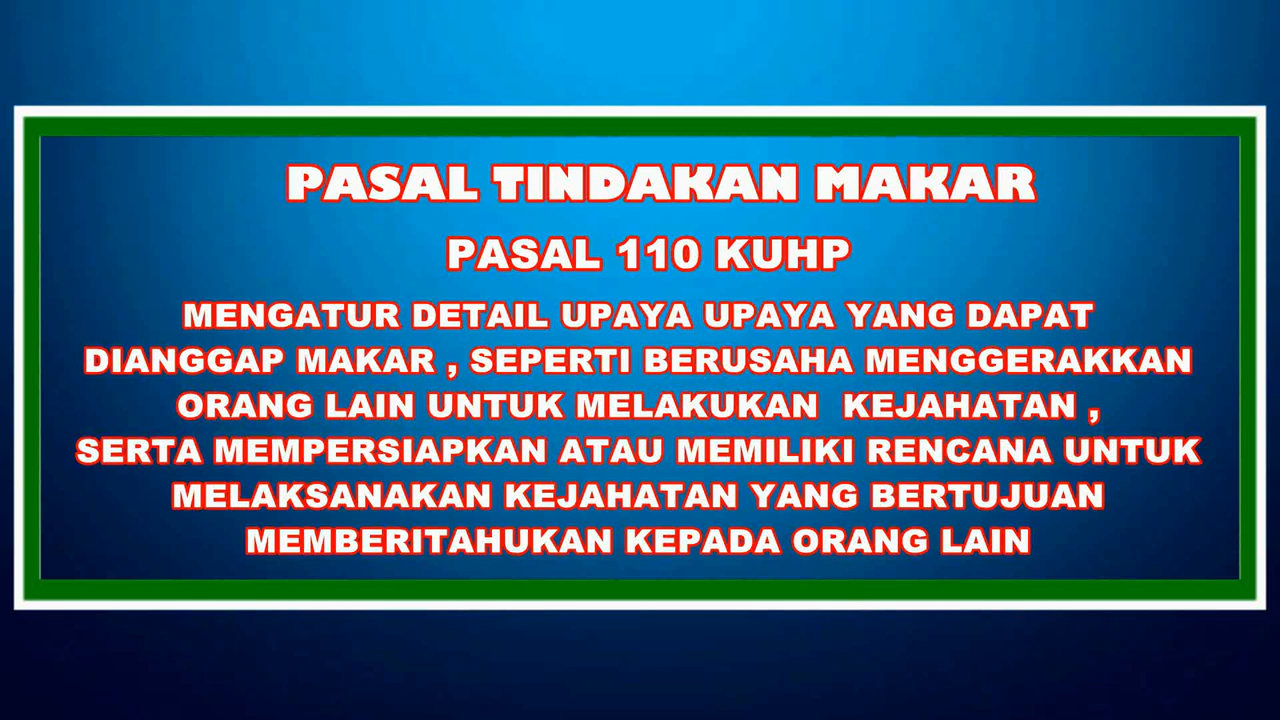 PASAL TINDAKAN MAKAR
PASAL 110 KUHP
MENGATUR DETAIL UPAYA UPAYA YANG DAPAT
DIANGGAP MAKAR , SEPERTI BERUSAHA MENGGERAKKAN
ORANG LAIN UNTUK MELAKUKAN KEJAHATAN ,
SERTA MEMPERSIAPKAN ATAU MEMILIKI RENCANA UNTUK
MELAKSANAKAN KEJAHATAN YANG BERTUJUAN
MEMBERITAHUKAN KEPADA ORANG LAIN